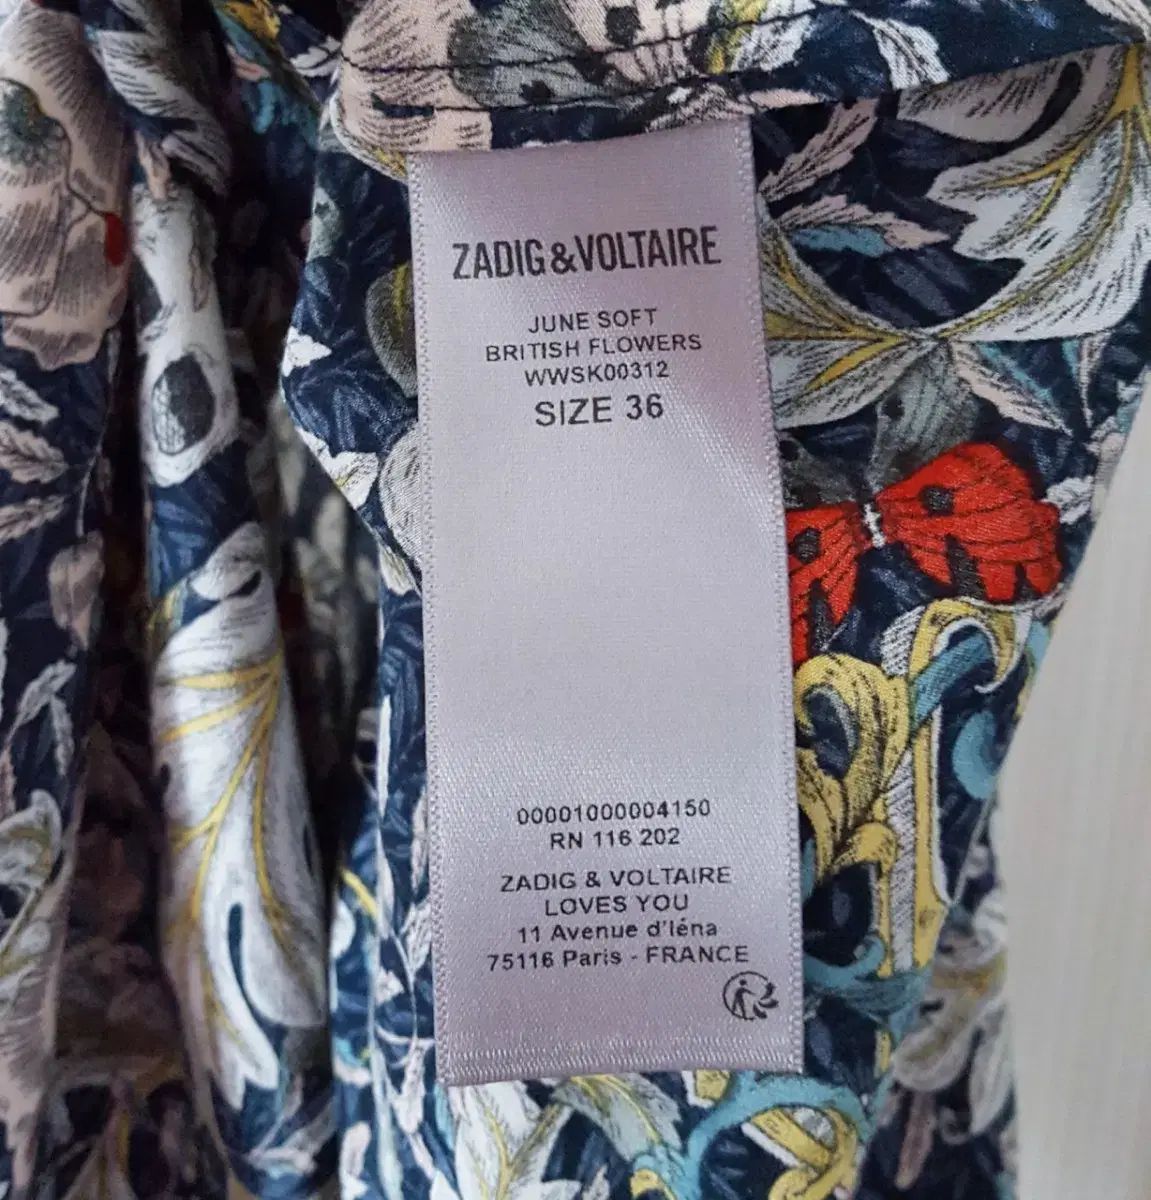 ZADIG&VOLTAIRE
JUNE SOFT
BRITISH FLOWERS
WWSK00312
SIZE 36
00001000004150
RN 116 202
ZADIG & VOLTAIRE
LOVES YOU
11 Avenue d'Iéna
75116 Paris - FRANCE